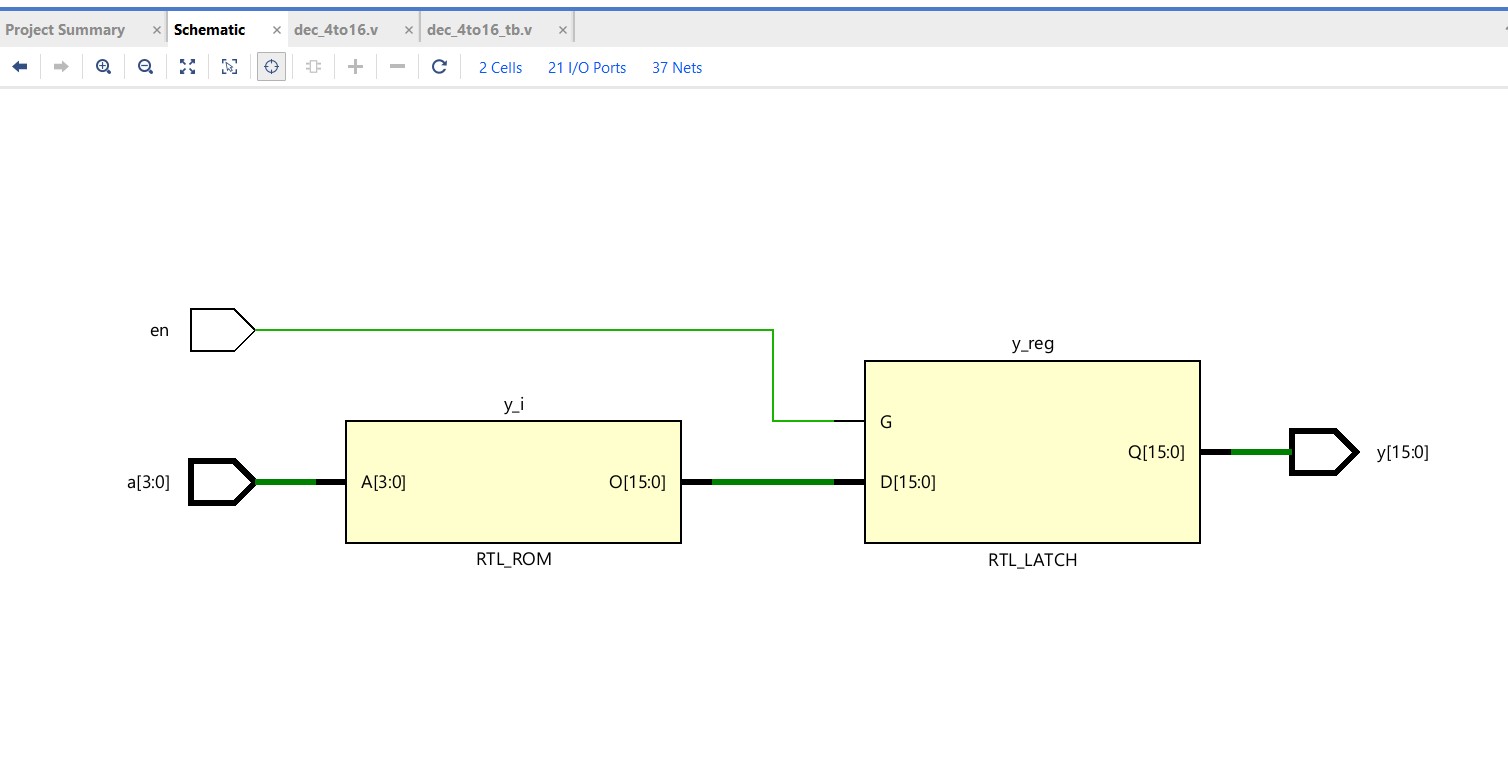 Project Summary × Schematic × dec_4to16.v × dec_4to16_tb.v ×
2 Cells 21 I/O Ports 37 Nets
en
y_reg
y_i
G
a[3:0]
A[3:0] O[15:0]
D[15:0]
Q[15:0]
y[15:0]
RTL_ROM
RTL_LATCH